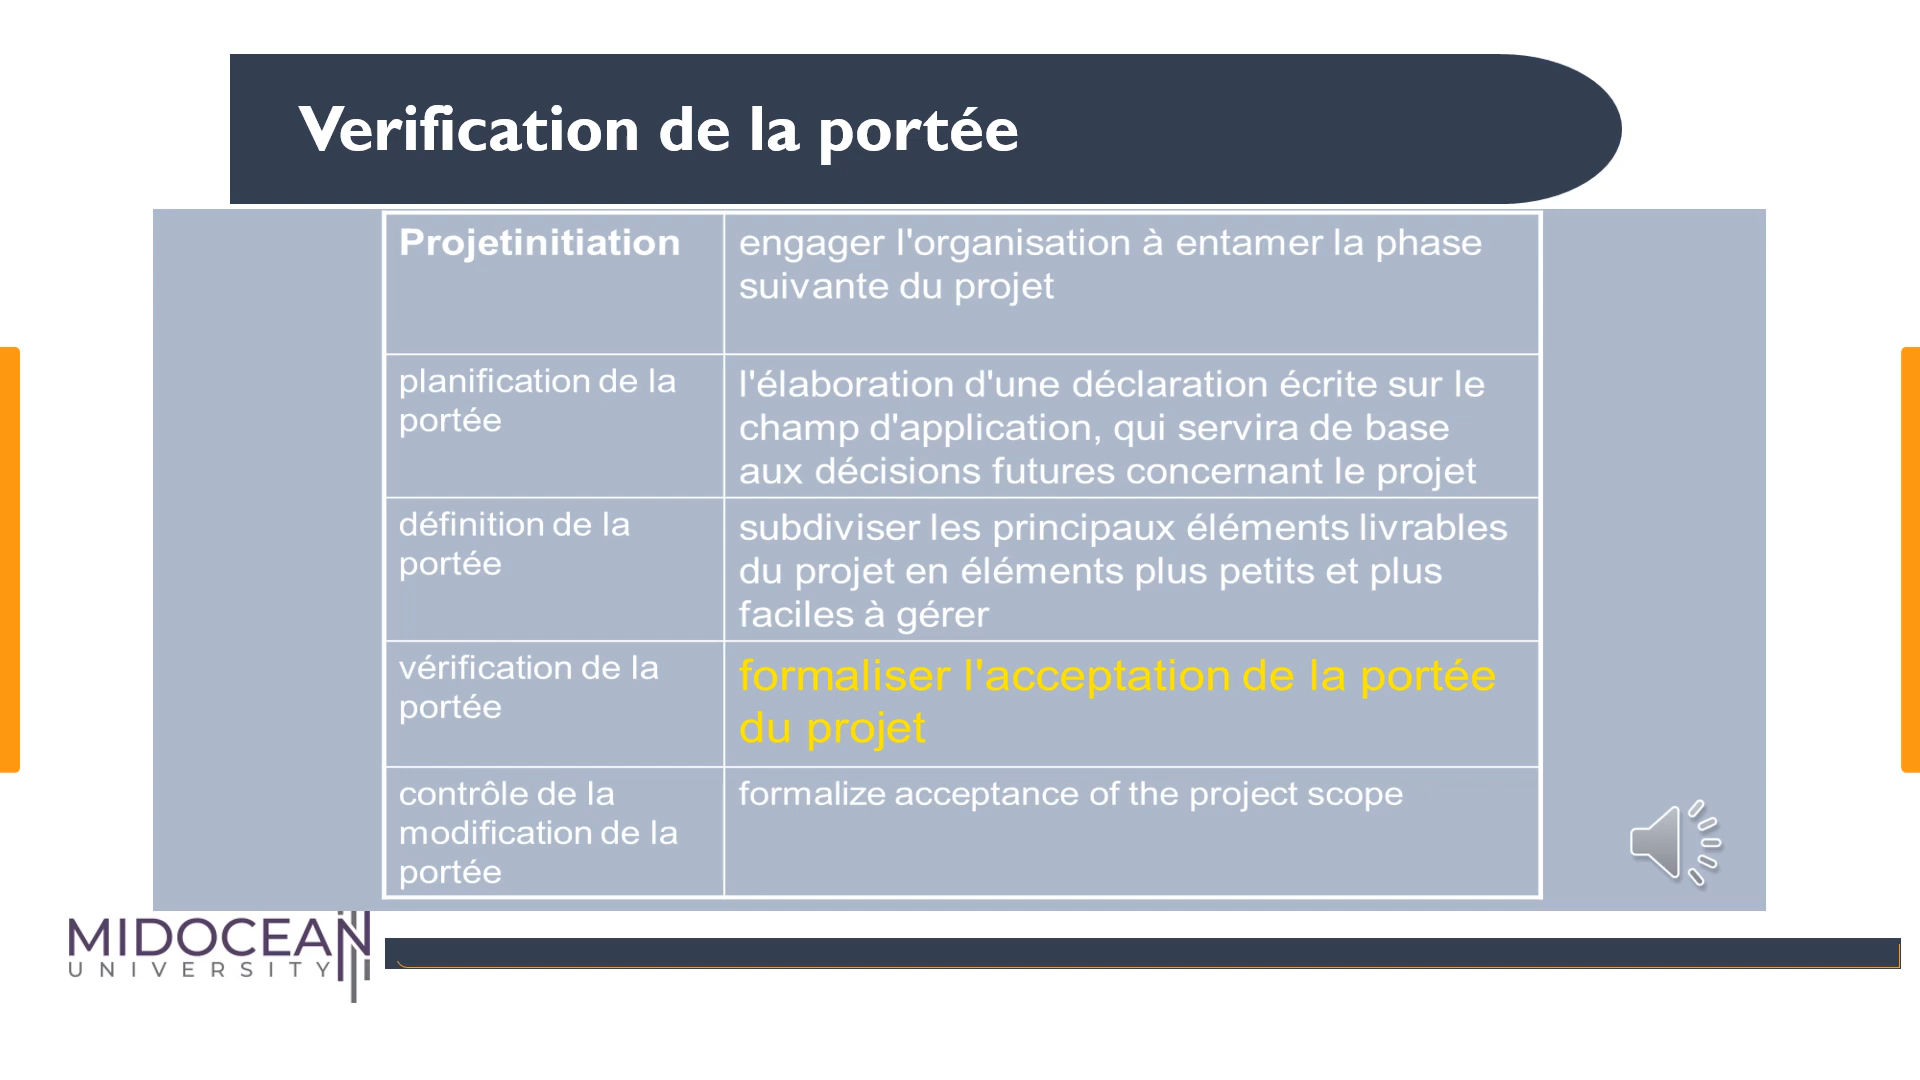 Verification de la portée
Projetinitiation
engager l'organisation à entamer la phase
suivante du projet
planification de la
portée
l'élaboration d'une déclaration écrite sur le
champ d'application, qui servira de base
aux décisions futures concernant le projet
définition de la
portée
subdiviser les principaux éléments livrables
du projet en éléments plus petits et plus
faciles à gérer
vérification de la
portée
formaliser l'acceptation de la portée
du projet
contrôle de la
modification de la
portée
formalize acceptance of the project scope
MIDOCEAN
UNIVERSITY